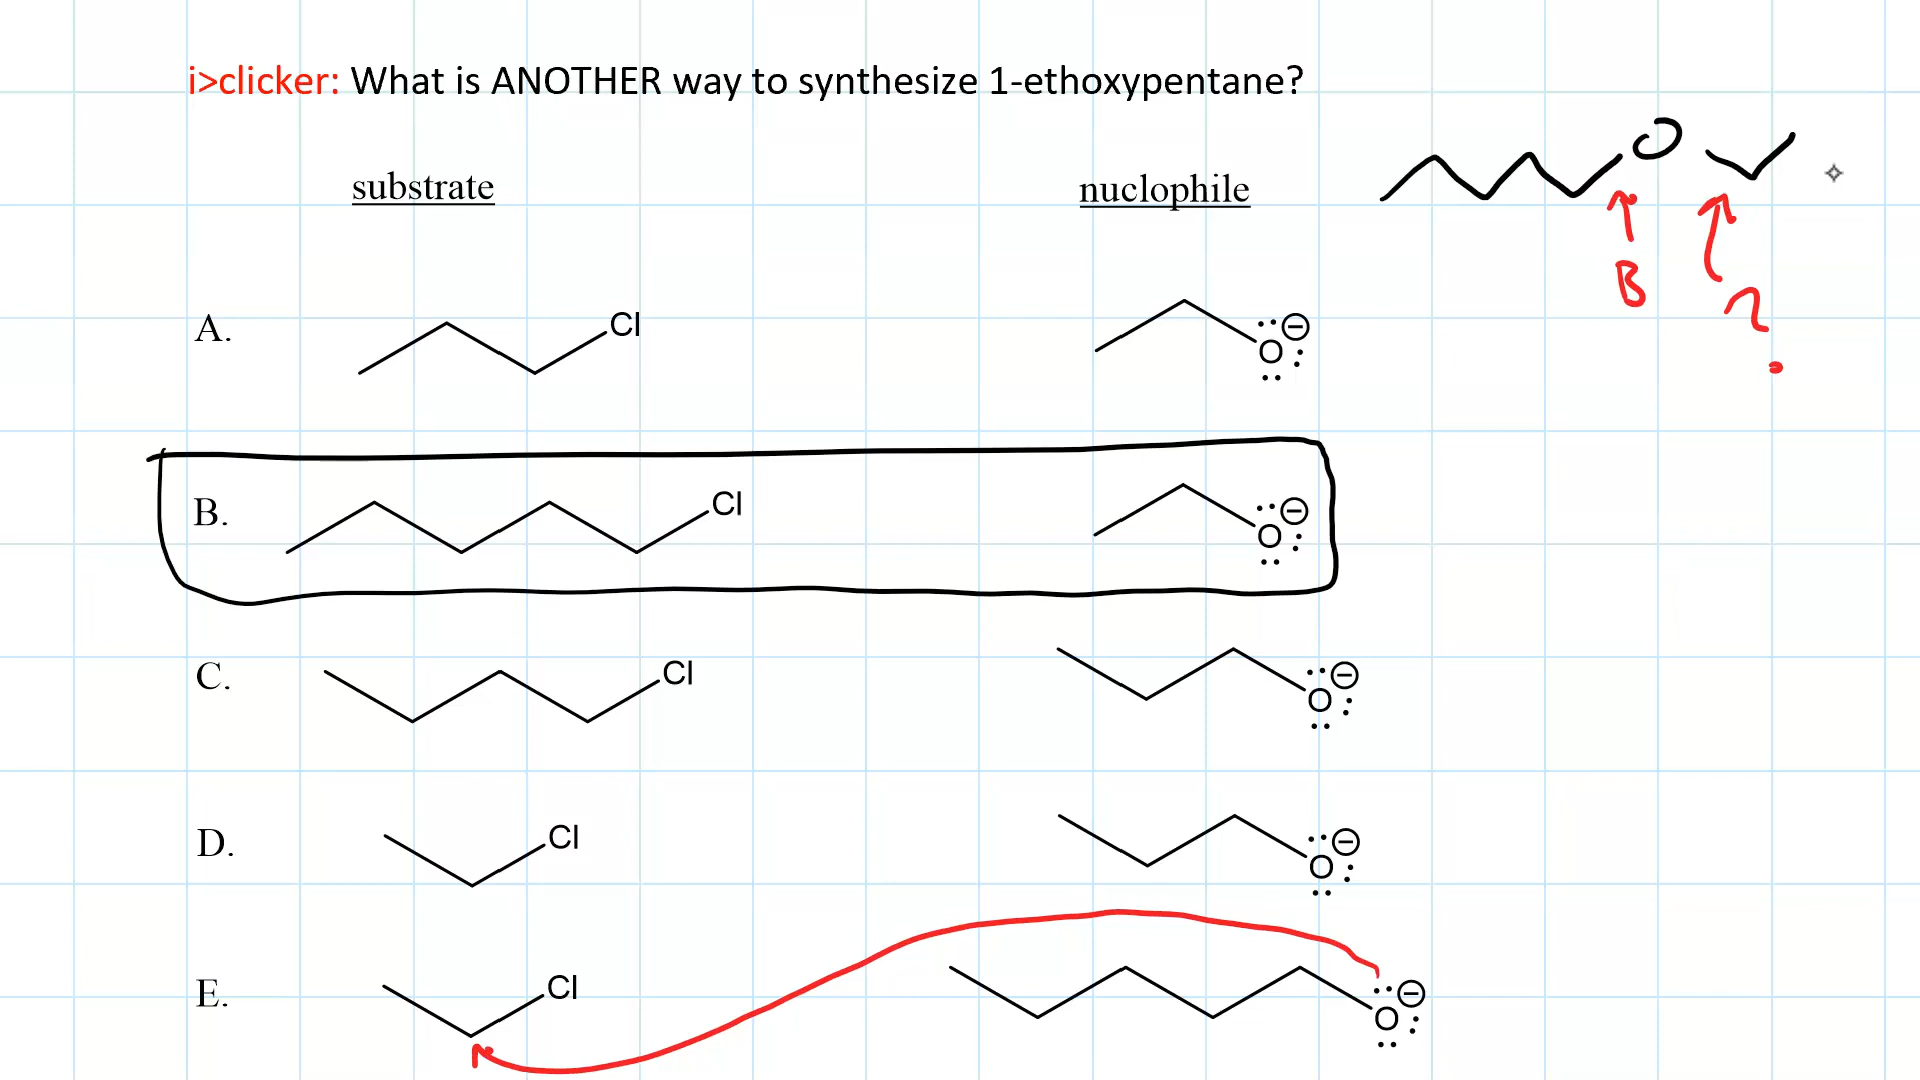 i>clicker: What is ANOTHER way to synthesize 1-ethoxypentane?
substrate
nuclophile
O
B
?
A.
Cl
O
B.
Cl
O
C.
Cl
O
D.
Cl
O
E.
Cl
O